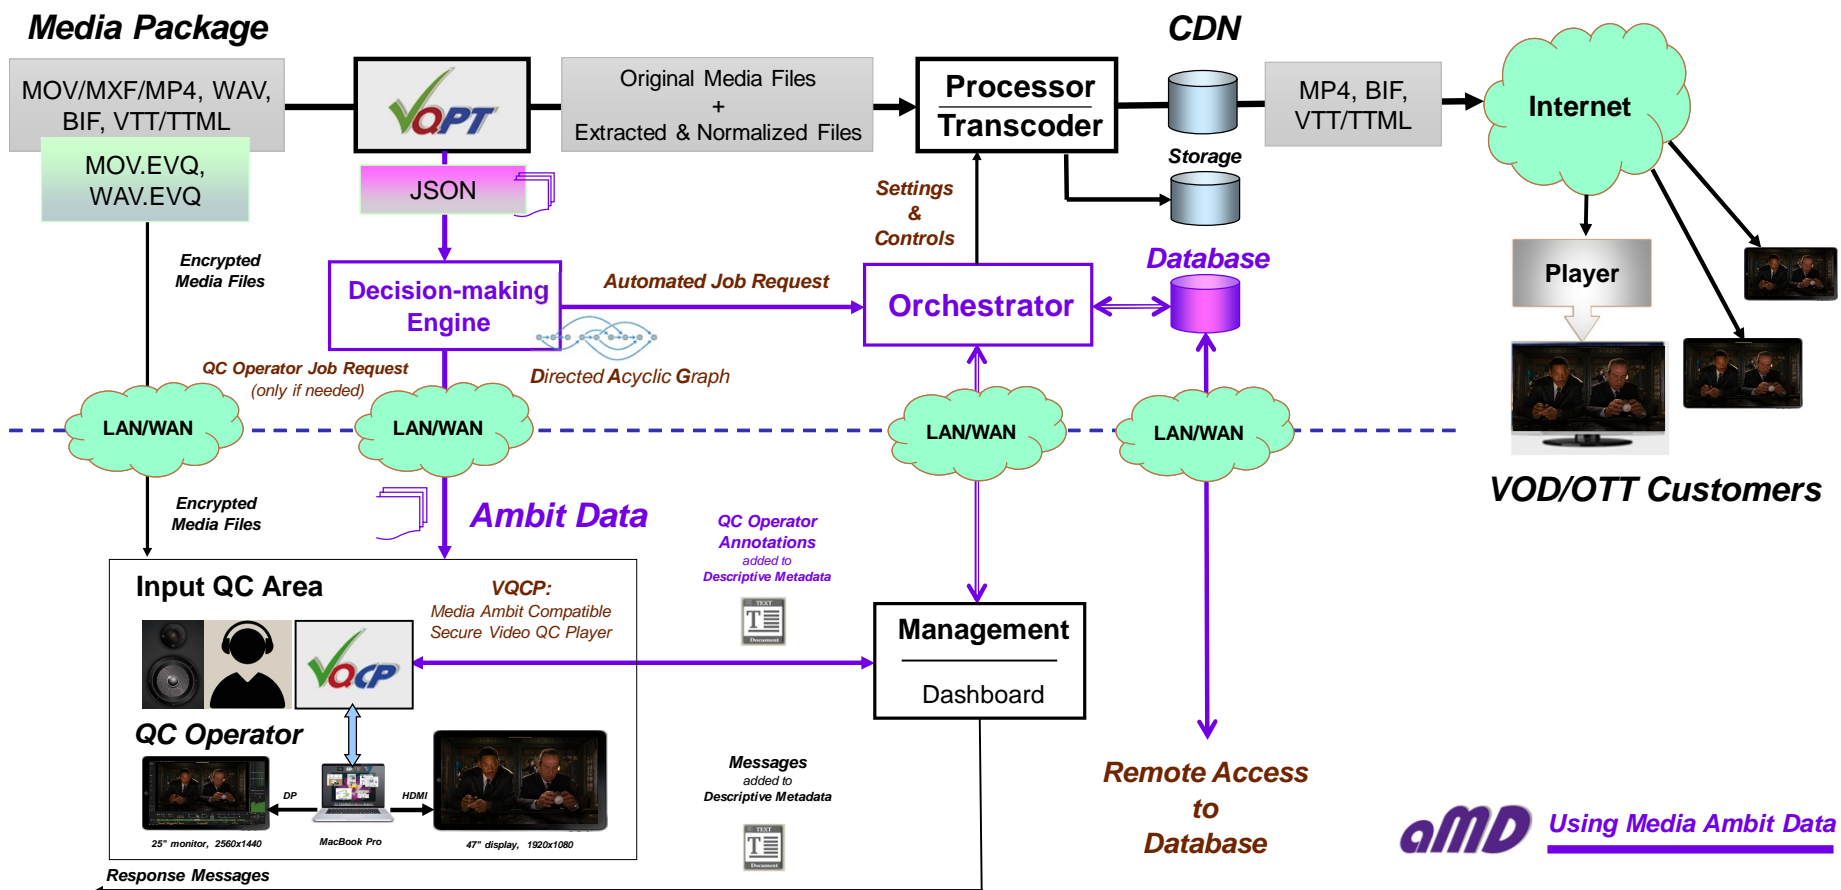 Media Package
CDN
MOV/MXF/MP4, WAV,
BIF, VTT/TTML
VQPT
Original Media Files
+
Extracted & Normalized Files
Processor
Transcoder
MP4, BIF,
VTT/TTML
Internet
MOV.EVQ,
WAV.EVQ
JSON
Storage
Settings
&
Controls
Encrypted
Media Files
Decision-making
Engine
Automated Job Request
Orchestrator
Database
Player
QC Operator Job Request
(only if needed)
Directed Acyclic Graph
LAN/WAN
LAN/WAN
LAN/WAN
LAN/WAN
VOD/OTT Customers
Encrypted
Media Files
Ambit Data
QC Operator
Annotations
added to
Descriptive Metadata
TEXT
T
Document
Input QC Area
VQCP:
Media Ambit Compatible
Secure Video QC Player
VQCP
Management
Dashboard
QC Operator
DP
HDMI
25" monitor, 2560x1440
MacBook Pro
47" display, 1920x1080
Messages
added to
Descriptive Metadata
TEXT
T
Document
Remote Access
to
Database
aMD
Using Media Ambit Data
Response Messages